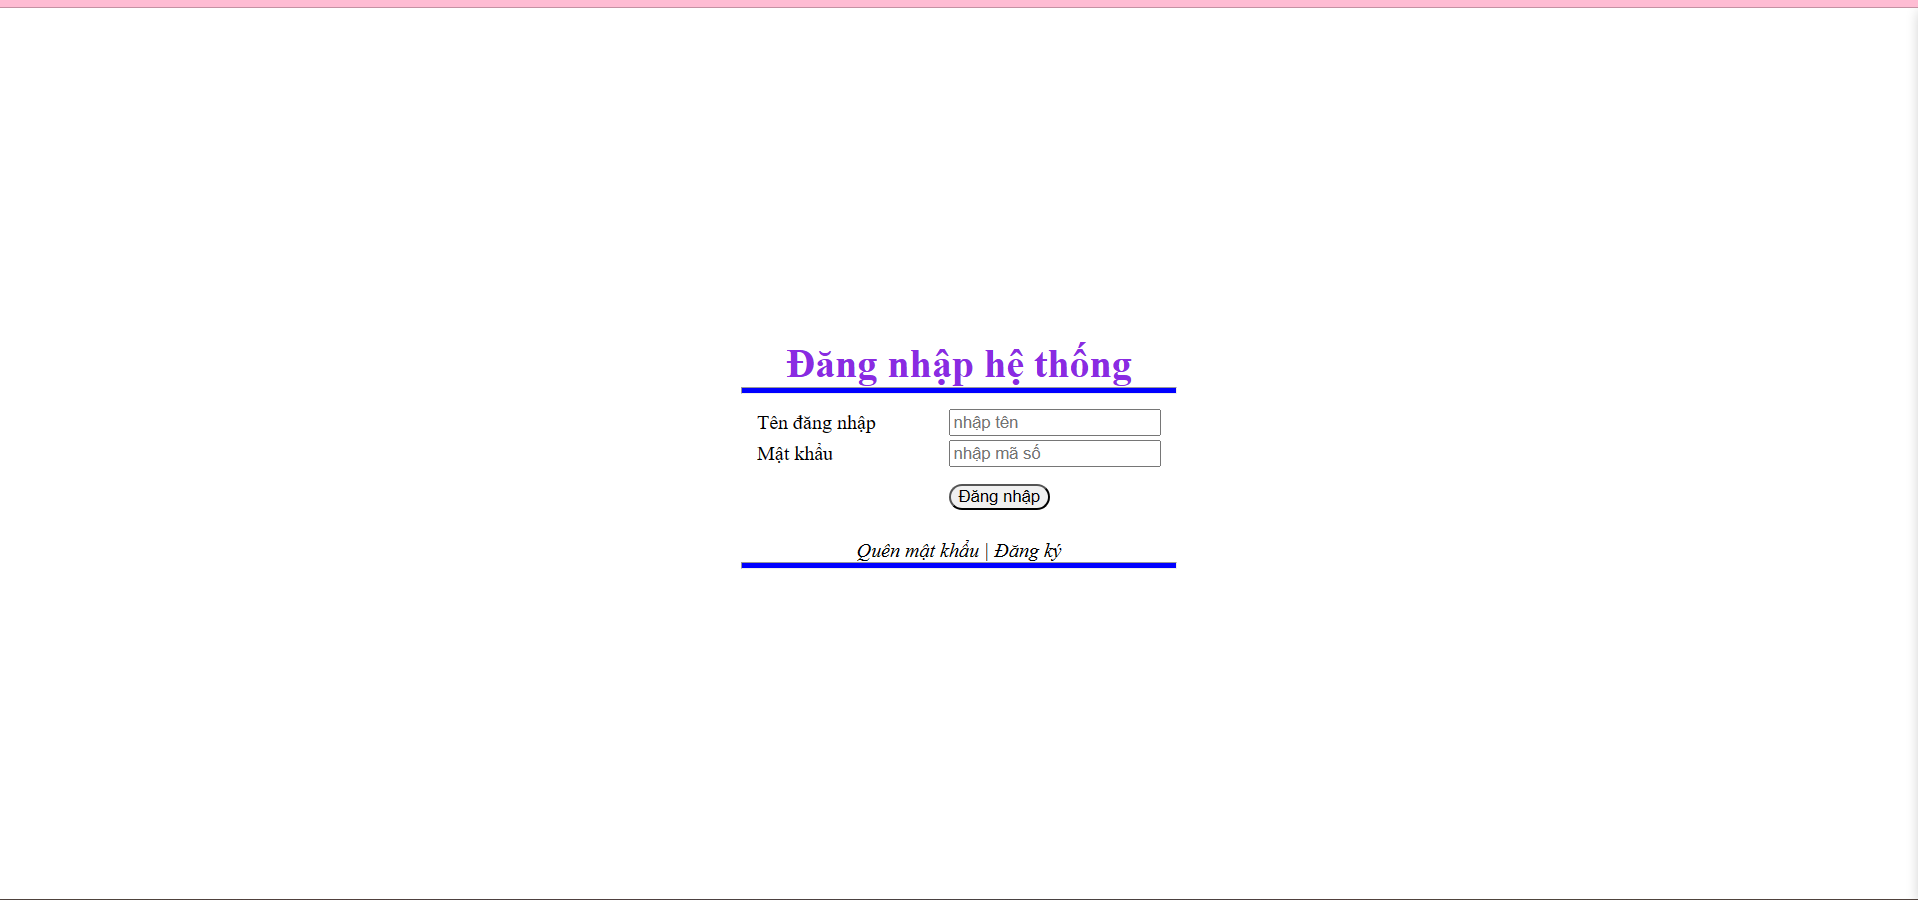 Đăng nhập hệ thống
Tên đăng nhập nhập tên
Mật khẩu nhập mã số
Đăng nhập
Quên mật khẩu | Đăng ký